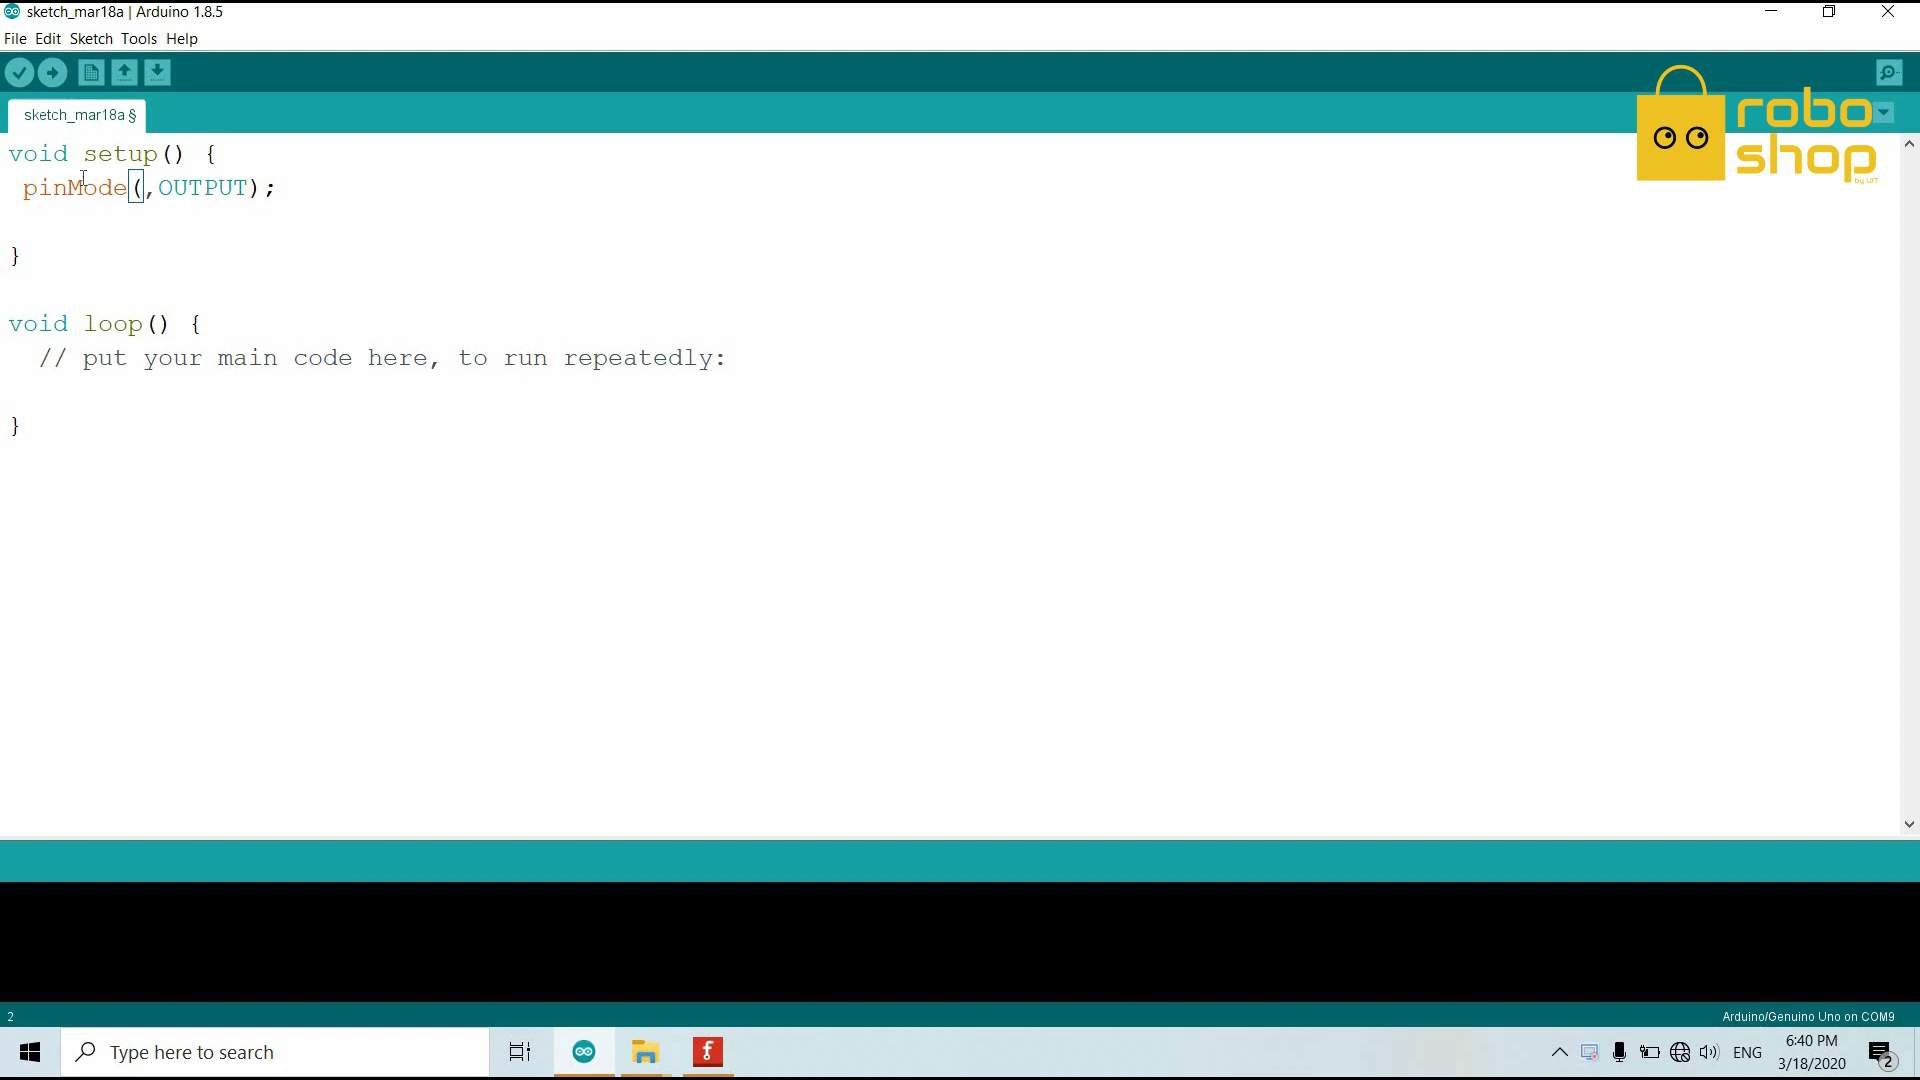 sketch_mar18a | Arduino 1.8.5
File Edit Sketch Tools Help
sketch_mar18a §
robo
shop
by UIT
void setup() {
pinMode(,OUTPUT);
}
void loop() {
// put your main code here, to run repeatedly:
}
2
Arduino/Genuino Uno on COM9
Type here to search
ENG
6:40 PM
3/18/2020
2